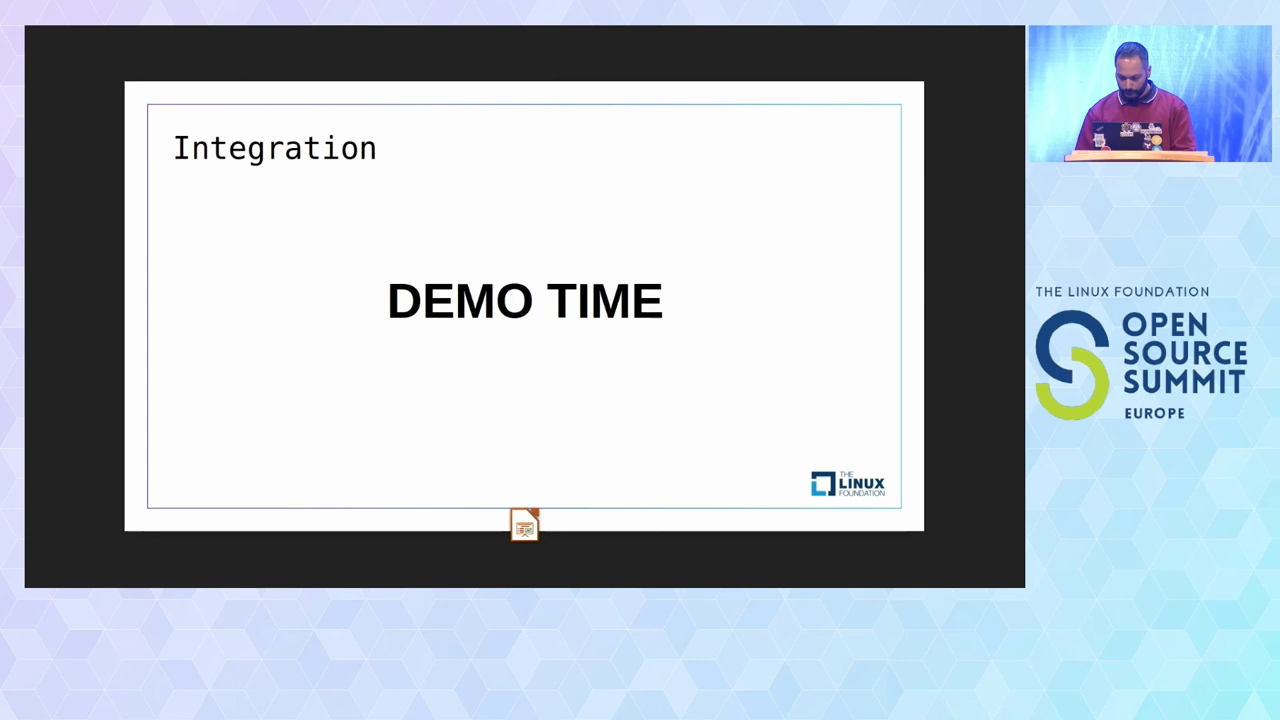 Integration
DEMO TIME
THE
LINUX
FOUNDATION
THE LINUX FOUNDATION
OPEN
SOURCE
SUMMIT
EUROPE